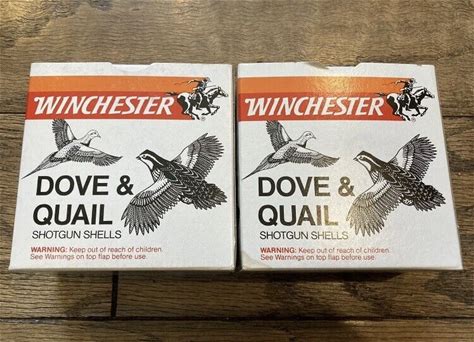 WINCHESTER
DOVE &
QUAIL
SHOTGUN SHELLS
WARNING: Keep out of reach of children.
See Warnings on top flap before use.
WINCHESTER
DOVE &
QUAIL
SHOTGUN SHELLS
WARNING: Keep out of reach of children.
See Warnings on top flap before use.